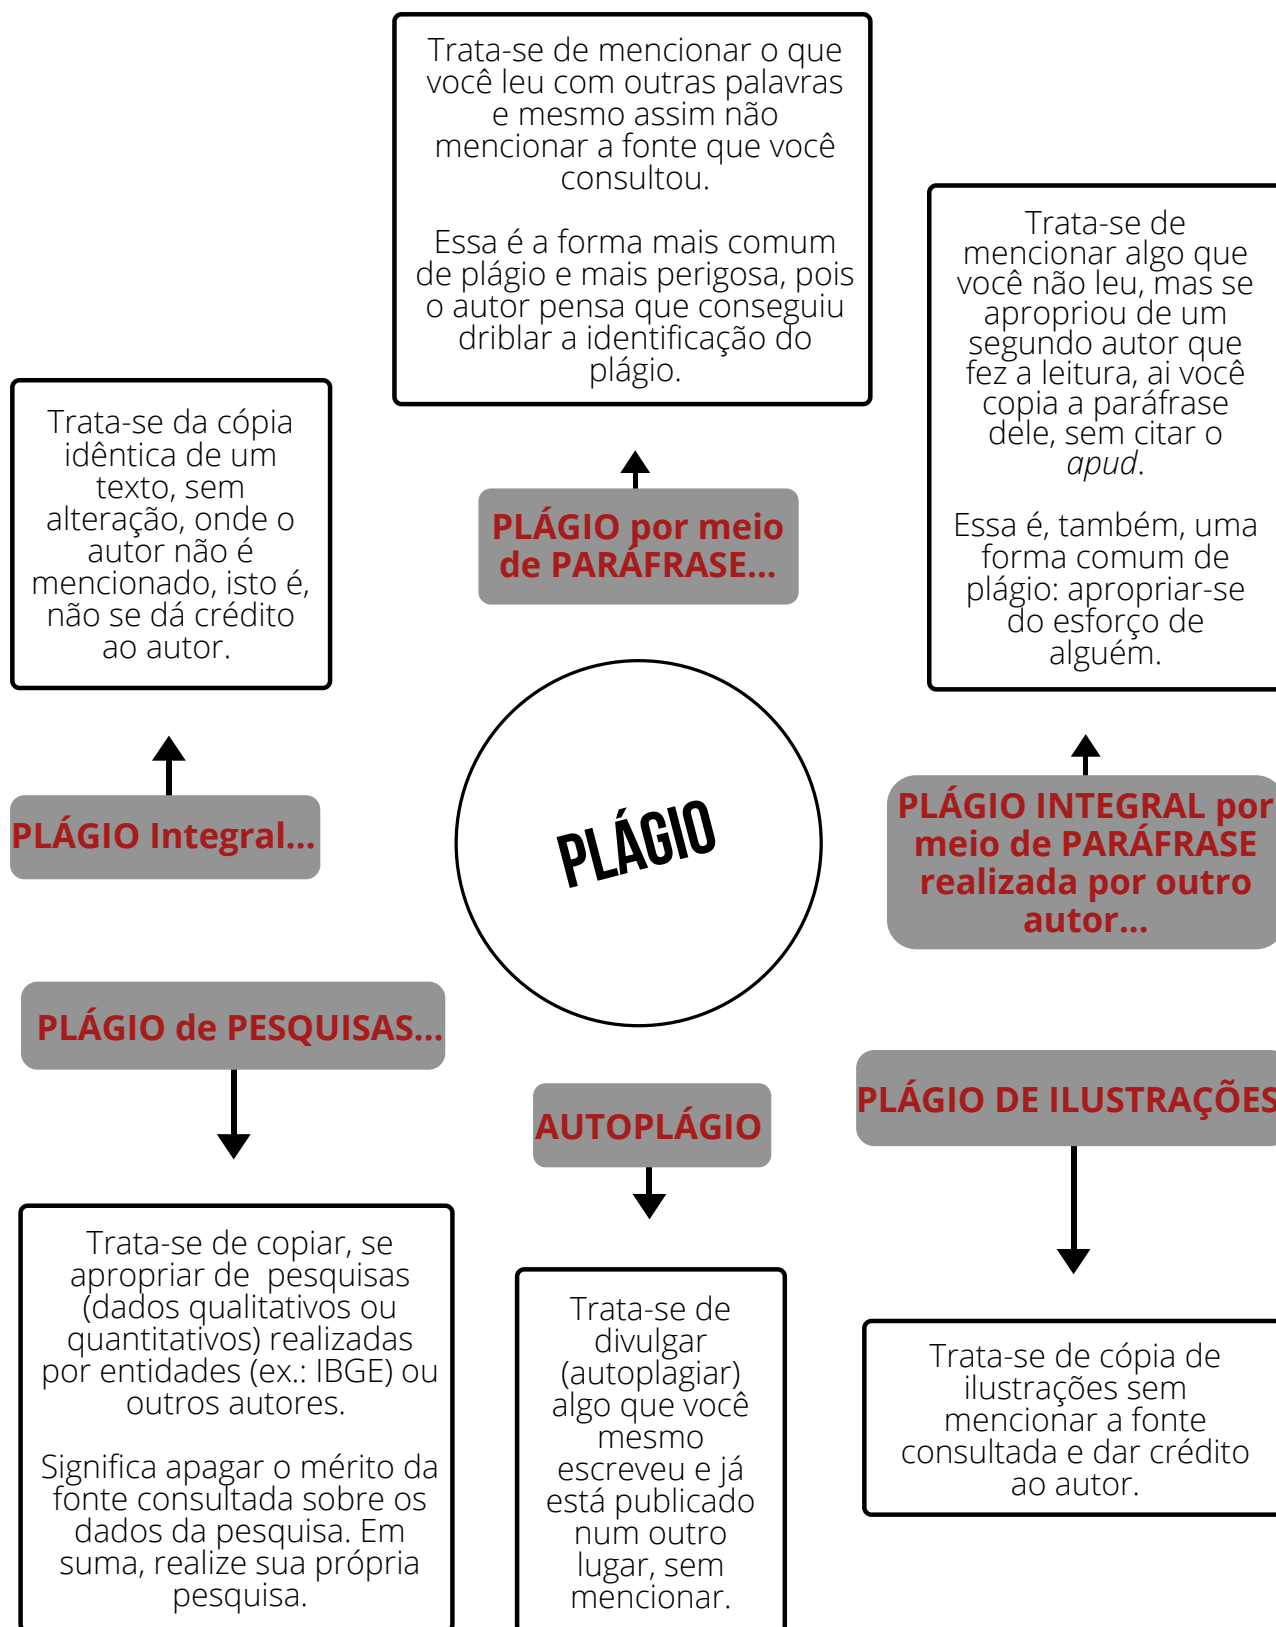 Trata-se de mencionar o que
você leu com outras palavras
e mesmo assim não
mencionar a fonte que você
consultou.
Essa é a forma mais comum
de plágio e mais perigosa, pois
o autor pensa que conseguiu
driblar a identificação do
plágio.
PLÁGIO por meio
de PARÁFRASE...
Trata-se de
mencionar algo que
você não leu, mas se
apropriou de um
segundo autor que
fez a leitura, ai você
copia a paráfrase
dele, sem citar o
apud.
Essa é, também, uma
forma comum de
plágio: apropriar-se
do esforço de
alguém.
PLÁGIO INTEGRAL por
meio de PARÁFRASE
realizada por outro
autor...
Trata-se da cópia
idêntica de um
texto, sem
alteração, onde o
autor não é
mencionado, isto é,
não se dá crédito
ao autor.
PLÁGIO Integral...
PLÁGIO
PLÁGIO de PESQUISAS...
Trata-se de copiar, se
apropriar de pesquisas
(dados qualitativos ou
quantitativos) realizadas
por entidades (ex.: IBGE) ou
outros autores.
Significa apagar o mérito da
fonte consultada sobre os
dados da pesquisa. Em
suma, realize sua própria
pesquisa.
AUTOPLÁGIO
Trata-se de
divulgar
(autoplagiar)
algo que você
mesmo
escreveu e já
está publicado
num outro
lugar, sem
mencionar.
PLÁGIO DE ILUSTRAÇÕES
Trata-se de cópia de
ilustrações sem
mencionar a fonte
consultada e dar crédito
ao autor.